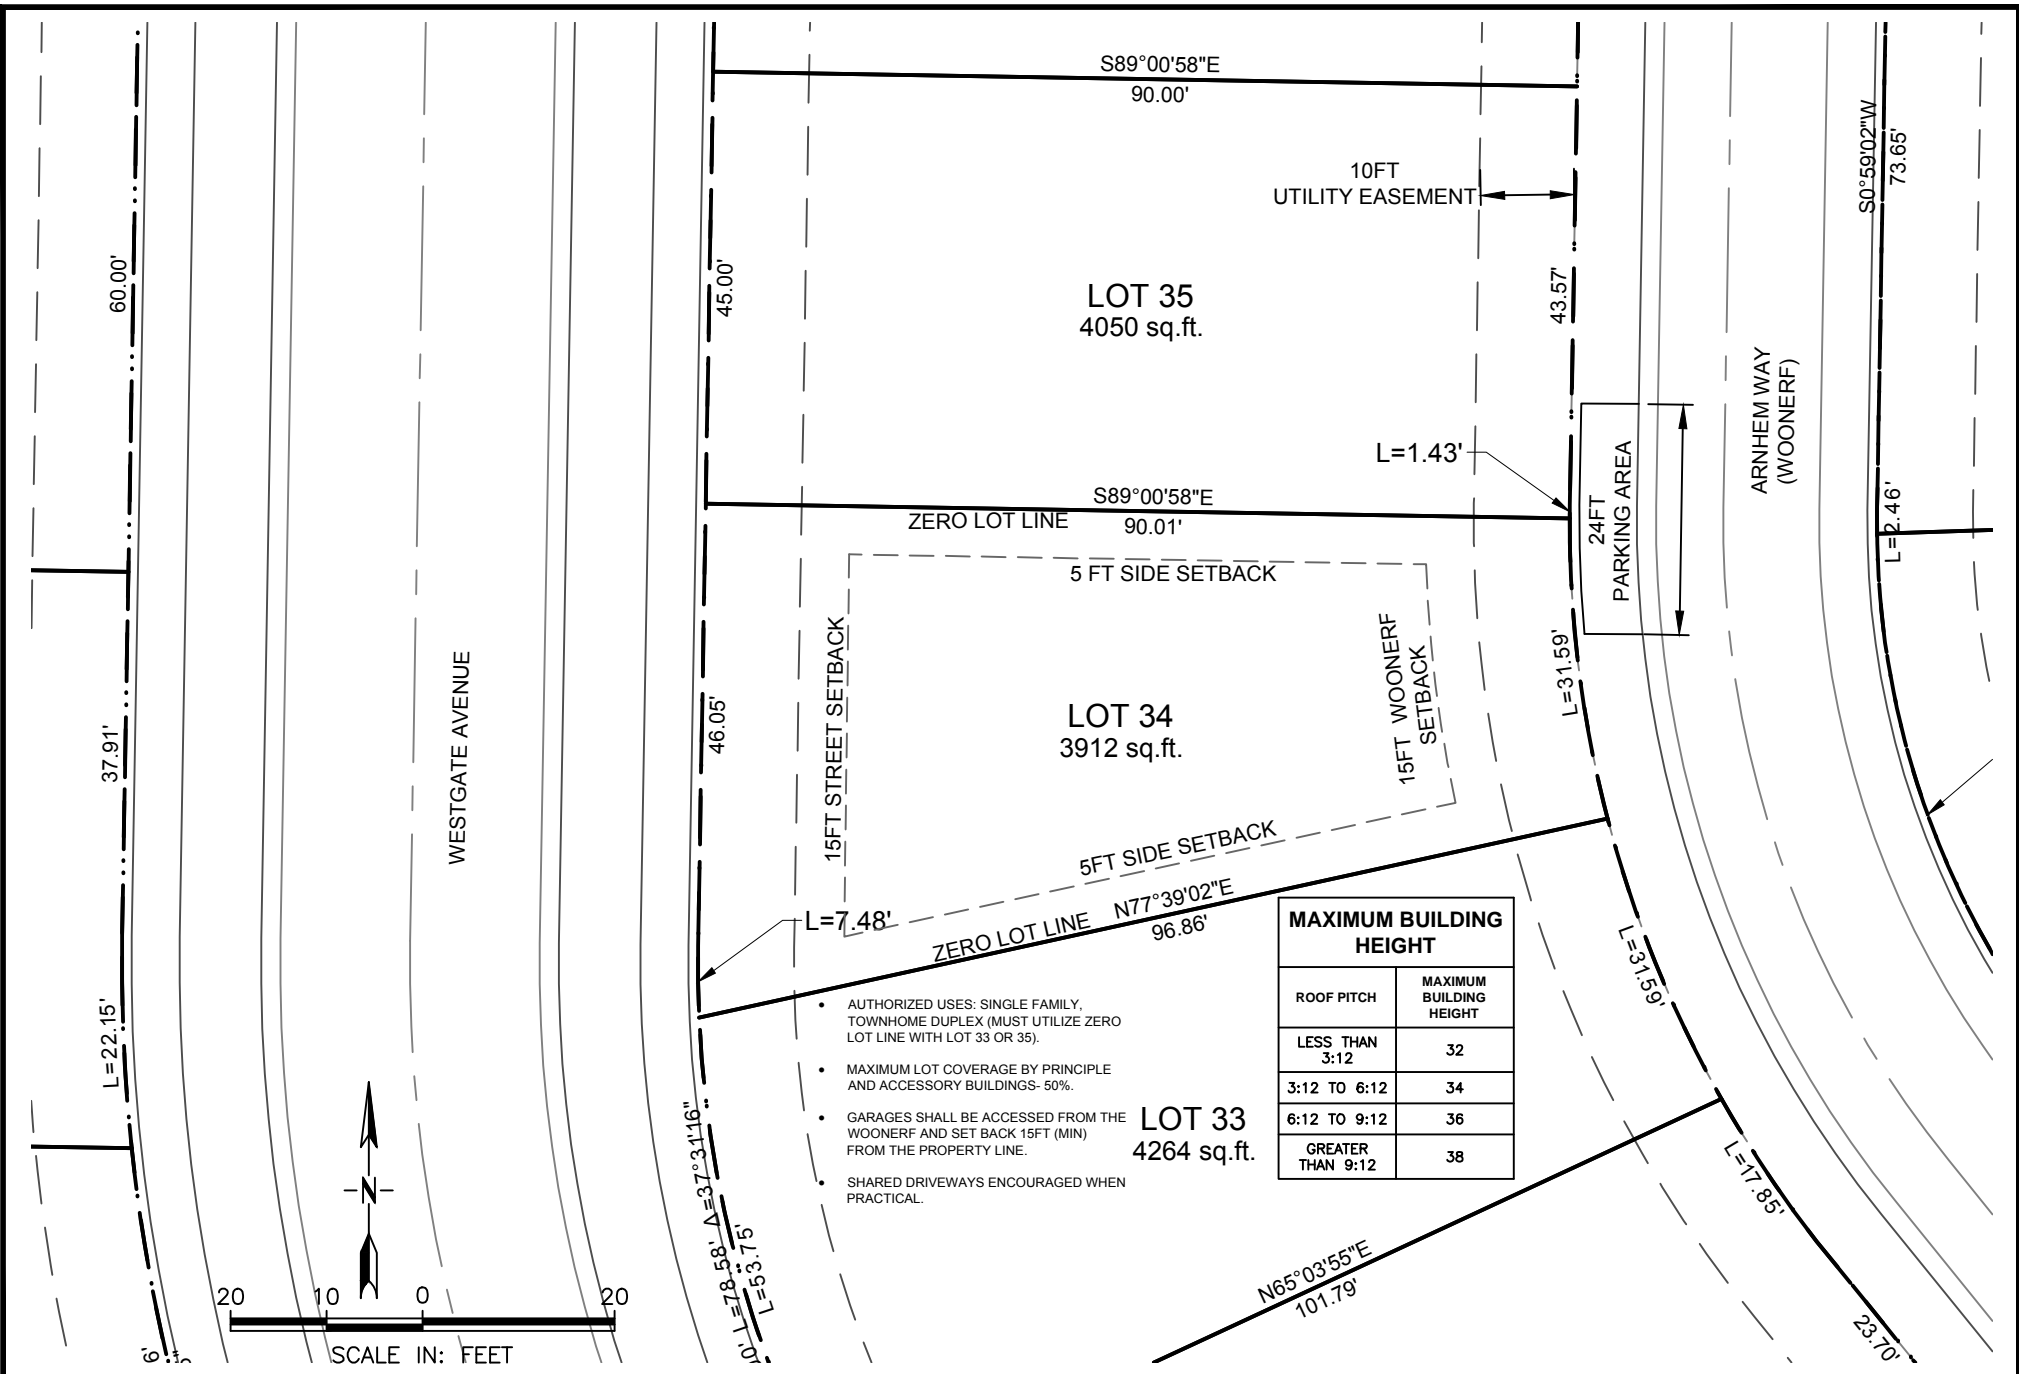 S89°00'58"E
90.00'
10FT
UTILITY EASEMENT
S0°59'02"W
73.65'
60.00'
45.00'
LOT 35
4050 sq.ft.
43.57'
ARNHEM WAY
(WOONERF)
L=1.43'
24FT
PARKING AREA
S89°00'58"E
ZERO LOT LINE
90.01'
L=2.46'
5 FT SIDE SETBACK
15FT STREET SETBACK
15FT WOONERF
SETBACK
L=31.59'
WESTGATE AVENUE
37.91'
46.05'
LOT 34
3912 sq.ft.
5FT SIDE SETBACK
L=7.48'
ZERO LOT LINE
N77°39'02"E
96.86'
L=31.59'
MAXIMUM BUILDING
HEIGHT
ROOF PITCH
MAXIMUM
BUILDING
HEIGHT
LESS THAN
3:12
32
3:12 TO 6:12
34
6:12 TO 9:12
36
GREATER
THAN 9:12
38
• AUTHORIZED USES: SINGLE FAMILY,
TOWNHOME DUPLEX (MUST UTILIZE ZERO
LOT LINE WITH LOT 33 OR 35).
• MAXIMUM LOT COVERAGE BY PRINCIPLE
AND ACCESSORY BUILDINGS- 50%.
• GARAGES SHALL BE ACCESSED FROM THE
WOONERF AND SET BACK 15FT (MIN)
FROM THE PROPERTY LINE.
• SHARED DRIVEWAYS ENCOURAGED WHEN
PRACTICAL.
LOT 33
4264 sq.ft.
L=22.15'
L=17.85'
L=78.58' Δ=37°31'16"
L=53.75'
N65°03'55"E
101.79'
23.70'
N
20 10 0 20
SCALE IN: FEET